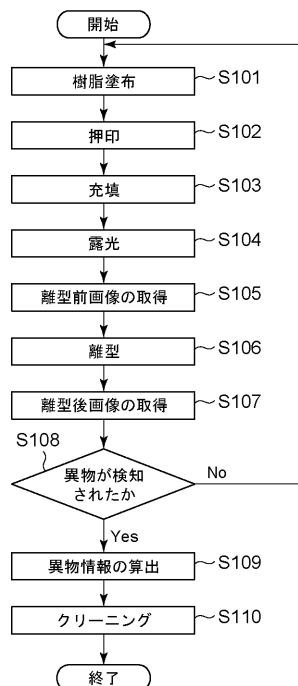 開始
樹脂塗布 S101
押印 S102
充填 S103
露光 S104
離型前画像の取得 S105
離型 S106
離型後画像の取得 S107
S108
異物が検知
されたか
No
Yes
異物情報の算出 S109
クリーニング S110
終了